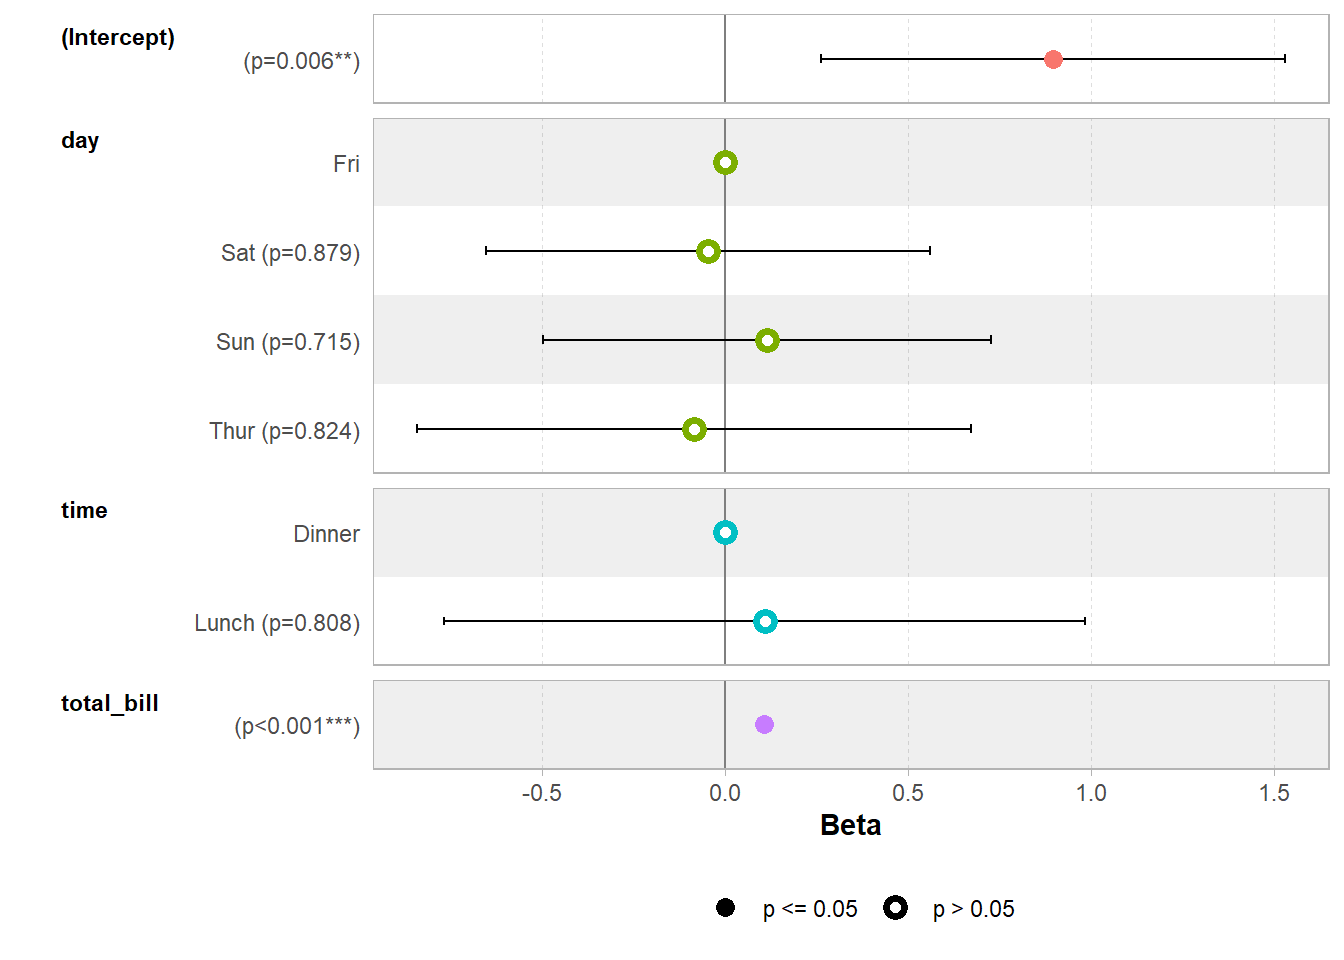 (Intercept)
(p=0.006**)
day
Fri
Sat (p=0.879)
Sun (p=0.715)
Thur (p=0.824)
time
Dinner
Lunch (p=0.808)
total_bill
(p<0.001***)
-0.5 0.0 0.5 1.0 1.5
Beta
p <= 0.05 p > 0.05